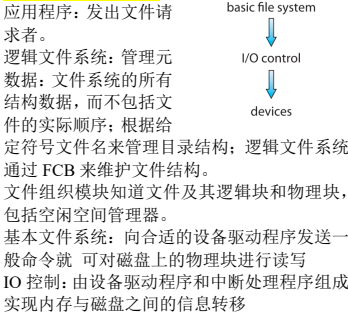 应用程序：发出文件请
求者。
逻辑文件系统：管理元
数据：文件系统的所有
结构数据，而不包括文
件的实际顺序；根据给
定符号文件名来管理目录结构；逻辑文件系统
通过 FCB 来维护文件结构。
文件组织模块知道文件及其逻辑块和物理块，
包括空闲空间管理器。
基本文件系统：向合适的设备驱动程序发送一
般命令就 可对磁盘上的物理块进行读写
IO 控制：由设备驱动程序和中断处理程序组成
实现内存与磁盘之间的信息转移
basic file system
I/O control
devices